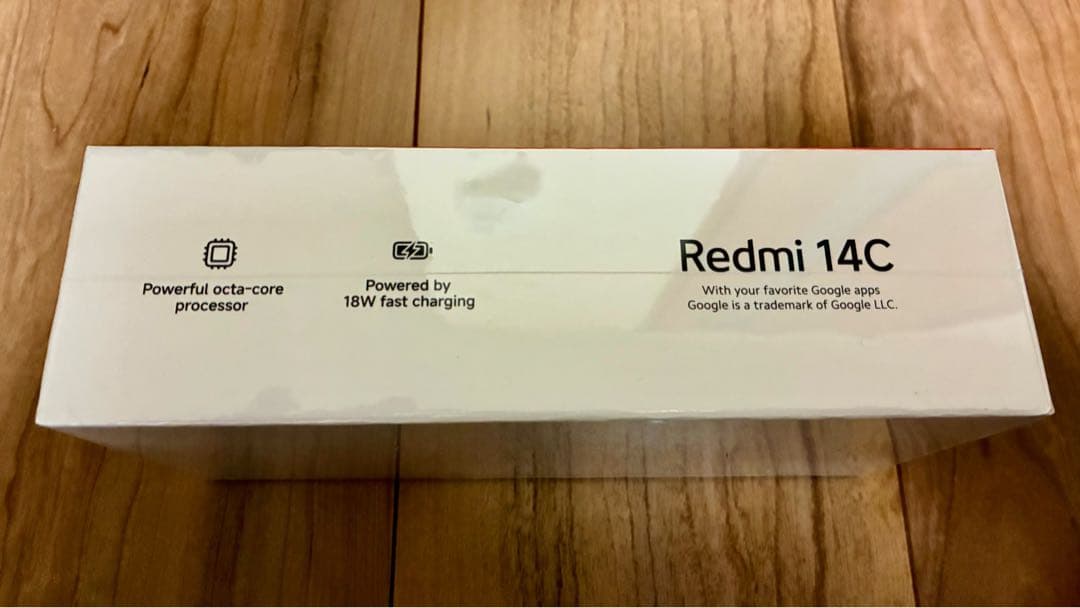 Powerful octa-core
processor
Powered by
18W fast charging
Redmi 14C
With your favorite Google apps
Google is a trademark of Google LLC.